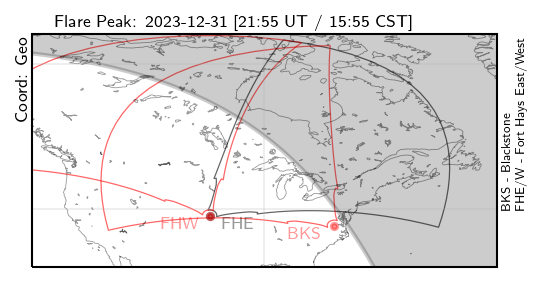 Flare Peak: 2023-12-31 [21:55 UT / 15:55 CST]
Coord: Geo
FHW
FHE
BKS
BKS - Blackstone
FHE/W - Fort Hays East/West